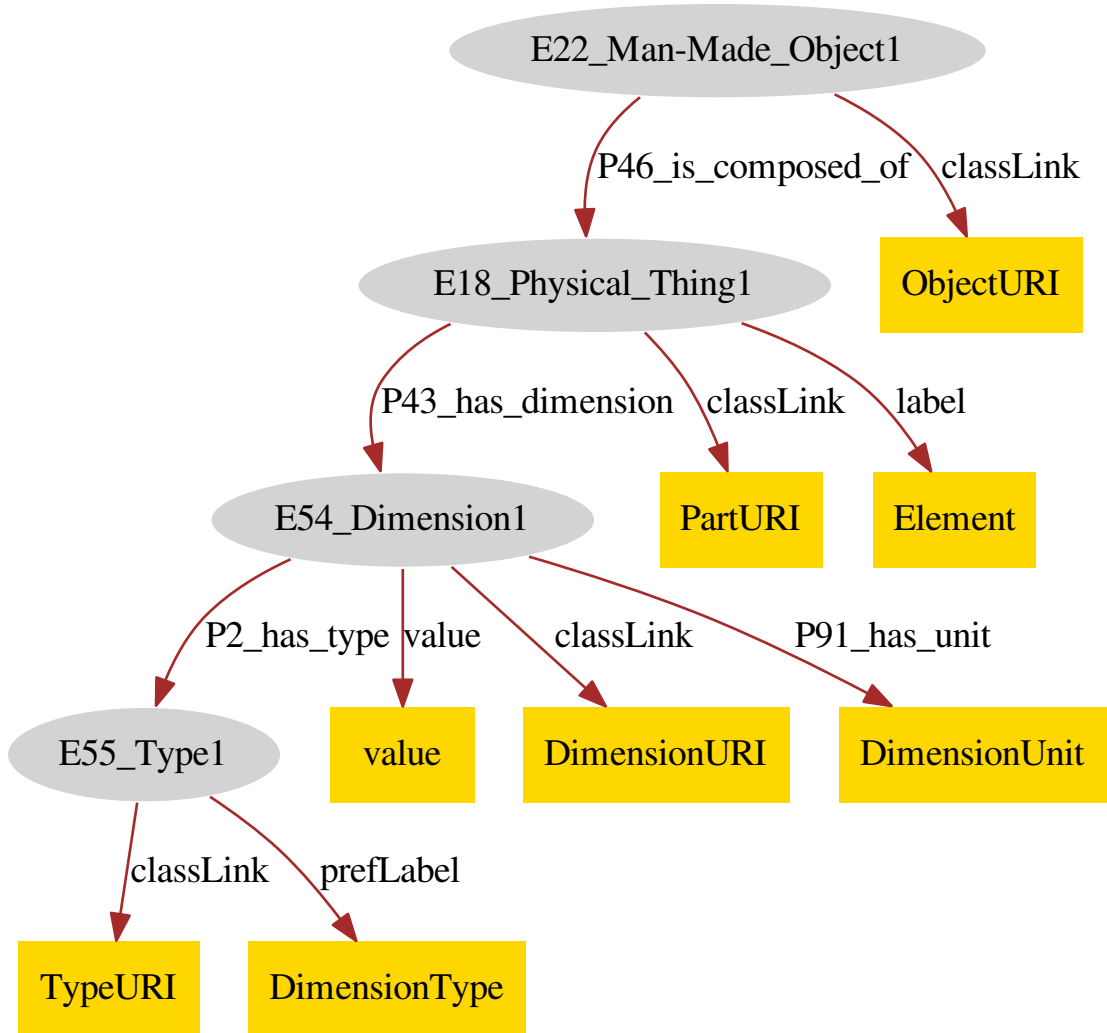 E22_Man-Made_Object1
P46_is_composed_of
classLink
E18_Physical_Thing1
ObjectURI
P43_has_dimension
classLink
label
E54_Dimension1
PartURI
Element
P2_has_type
value
classLink
P91_has_unit
E55_Type1
value
DimensionURI
DimensionUnit
classLink
prefLabel
TypeURI
DimensionType